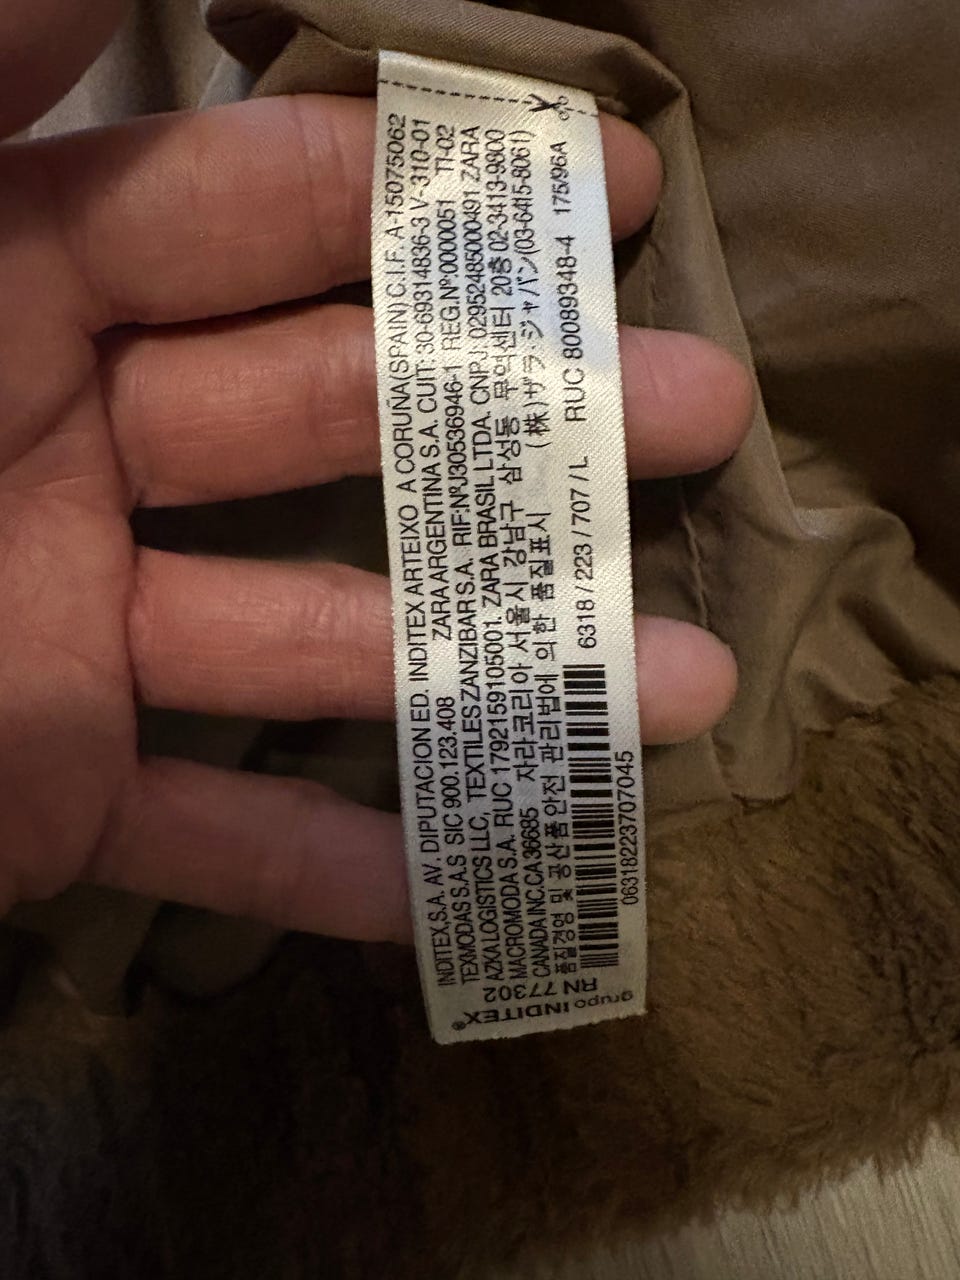 INDITEX,S.A. AV. DIPUTACION ED. INDITEX ARTEIXO A CORUÑA(SPAIN) C.I.F. A-15075062
TEXMODAS S.A.S SIC 900.123.408 ZARA ARGENTINA S.A. CUIT: 30-69314836-3 V-310-01
AZKA LOGISTICS LLC, TEXTILES ZANZIBAR S.A. RIF:NºJ30536946-1 REG.Nº:0000051 TI-02
MACROMODA S.A. RUC 1792159105001. ZARA BRASIL LTDA. CNPJ: 02952485000491 ZARA
CANADA INC.CA36685 자라코리아 서울시 강남구 삼성동 무역센터 20층 02-3413-9800
품질경영 및 공산품안전 관리법에 의한 품질표시 (株)ザラ・ジャパン(03-6415-8061)
6318 / 223 / 707 / L RUC 80089348-4 175/96A
06318223707045
RN 77302
grupo INDITEX®